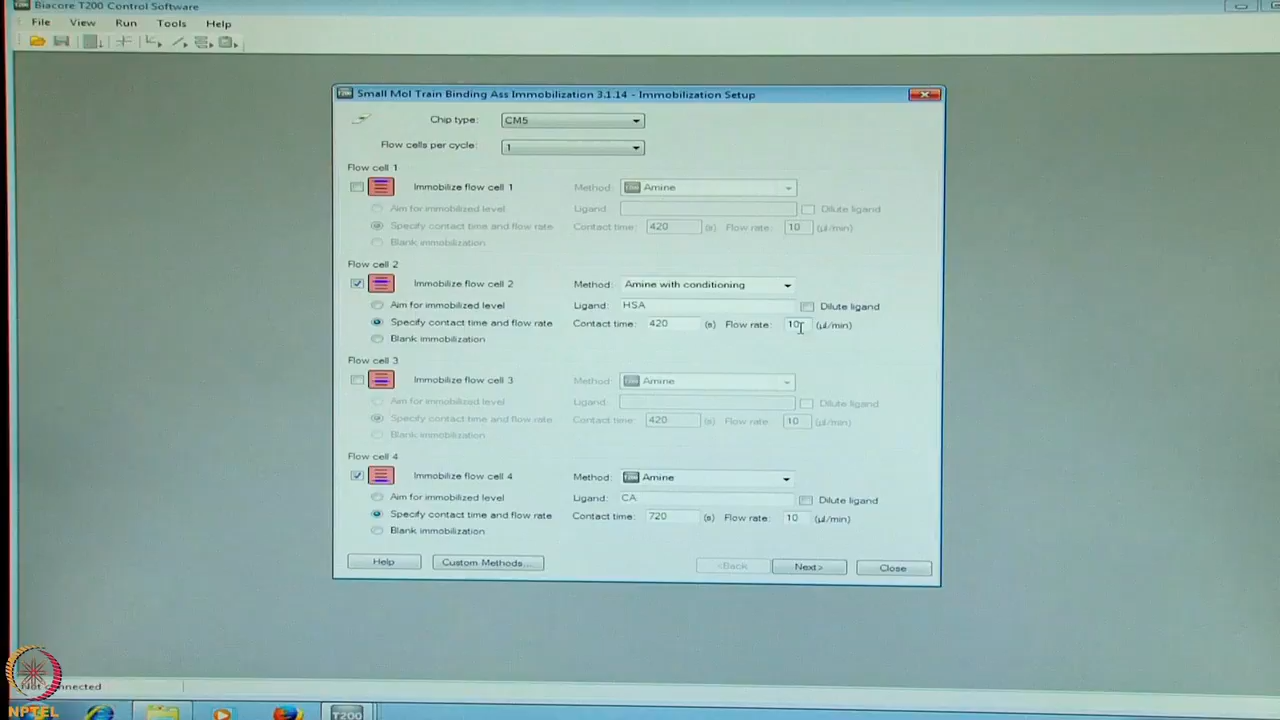 Biacore T200 Control Software
File View Run Tools Help
Small Mol Train Binding Ass Immobilization 3.1.14 - Immobilization Setup
Chip type: CM5
Flow cells per cycle: 1
Flow cell 1
Immobilize flow cell 1 Method: Amine
Aim for immobilized level Ligand: Dilute ligand
Specify contact time and flow rate Contact time: 420 (s) Flow rate: 10 (µl/min)
Blank immobilization
Flow cell 2
Immobilize flow cell 2 Method: Amine with conditioning
Aim for immobilized level Ligand: HSA Dilute ligand
Specify contact time and flow rate Contact time: 420 (s) Flow rate: 10 (µl/min)
Blank immobilization
Flow cell 3
Immobilize flow cell 3 Method: Amine
Aim for immobilized level Ligand: Dilute ligand
Specify contact time and flow rate Contact time: 420 (s) Flow rate: 10 (µl/min)
Blank immobilization
Flow cell 4
Immobilize flow cell 4 Method: Amine
Aim for immobilized level Ligand: CA Dilute ligand
Specify contact time and flow rate Contact time: 720 (s) Flow rate: 10 (µl/min)
Blank immobilization
Help Custom Methods... <Back Next> Close
Not connected
NPTEL T200